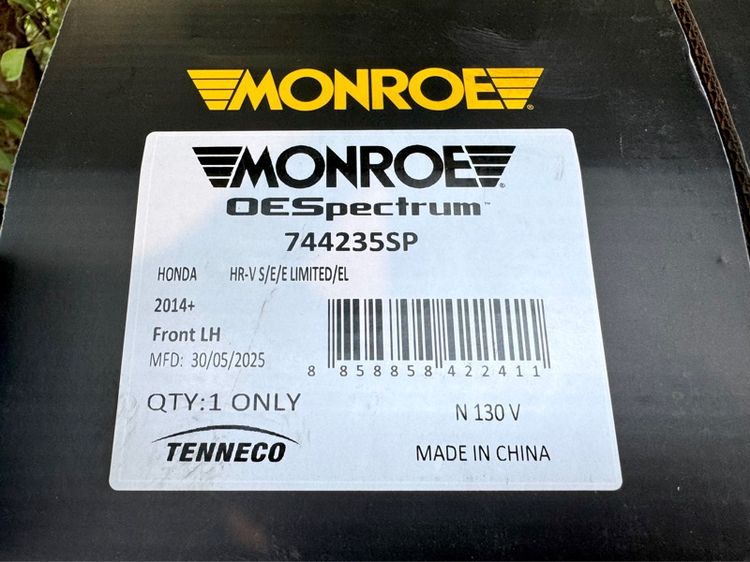 MONROE®
MONROE®
OESpectrum™
744235SP
HONDA HR-V S/E/E LIMITED/EL
2014+
Front LH
MFD: 30/05/2025
8 858858 422411
QTY:1 ONLY
N 130 V
TENNECO
MADE IN CHINA